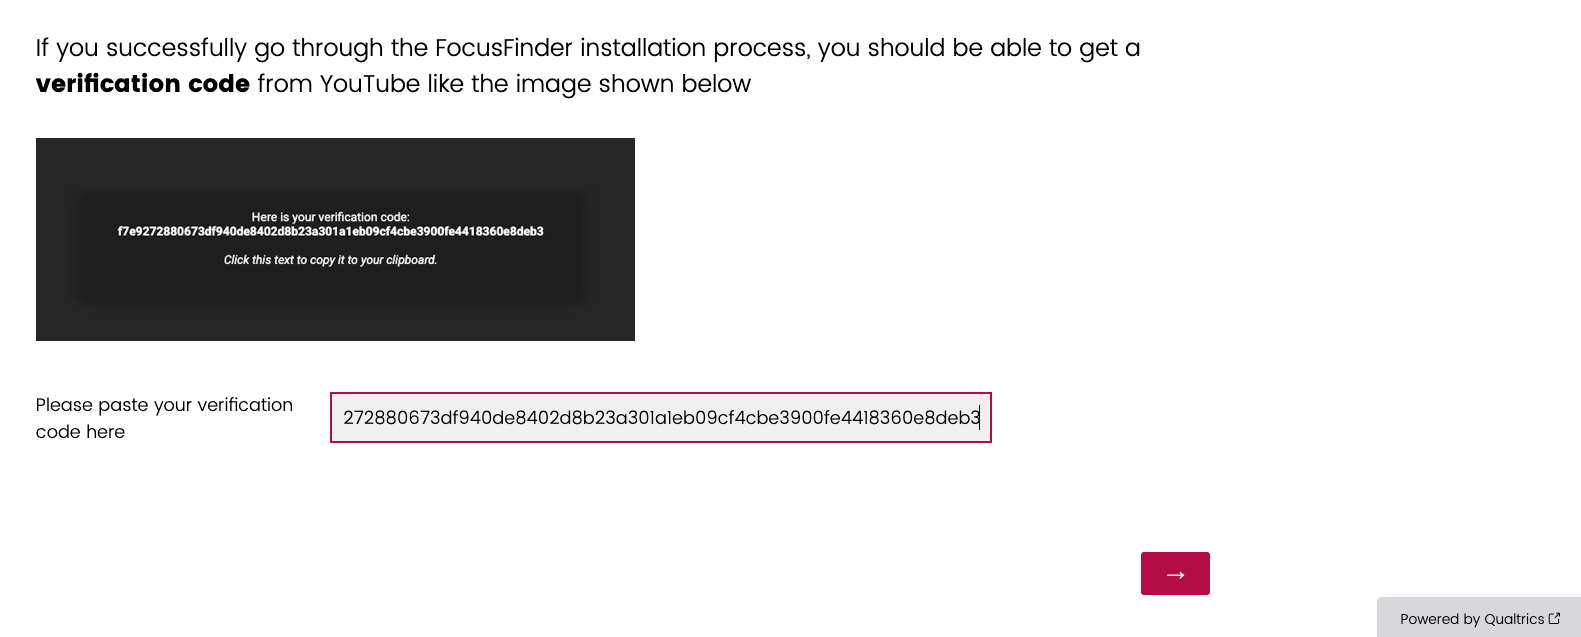 If you successfully go through the FocusFinder installation process, you should be able to get a
verification code from YouTube like the image shown below
Here is your verification code:
f7e9272880673df940de8402d8b23a301a1eb09cf4cbe3900fe4418360e8deb3
Click this text to copy it to your clipboard.
Please paste your verification
code here
272880673df940de8402d8b23a301a1eb09cf4cbe3900fe4418360e8deb3
→
Powered by Qualtrics